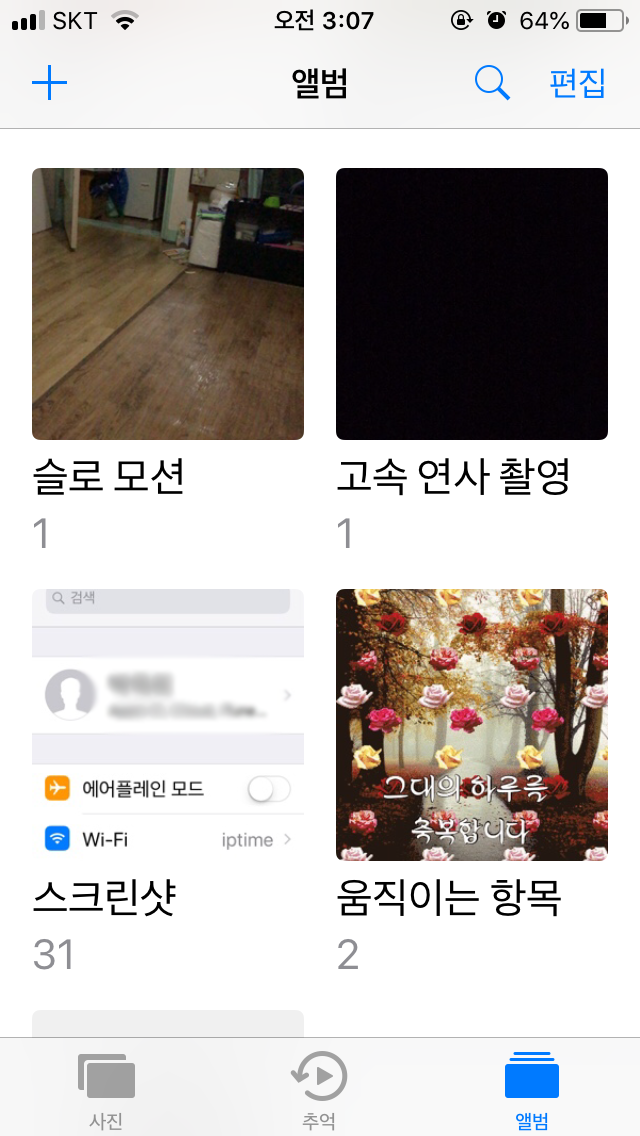 SKT 오전 3:07 64%
앨범 편집
슬로 모션 고속 연사 촬영
1 1
검색
에어플레인 모드
Wi-Fi iptime
그대의 하루를
축복합니다
스크린샷 움직이는 항목
31 2
사진 추억 앨범